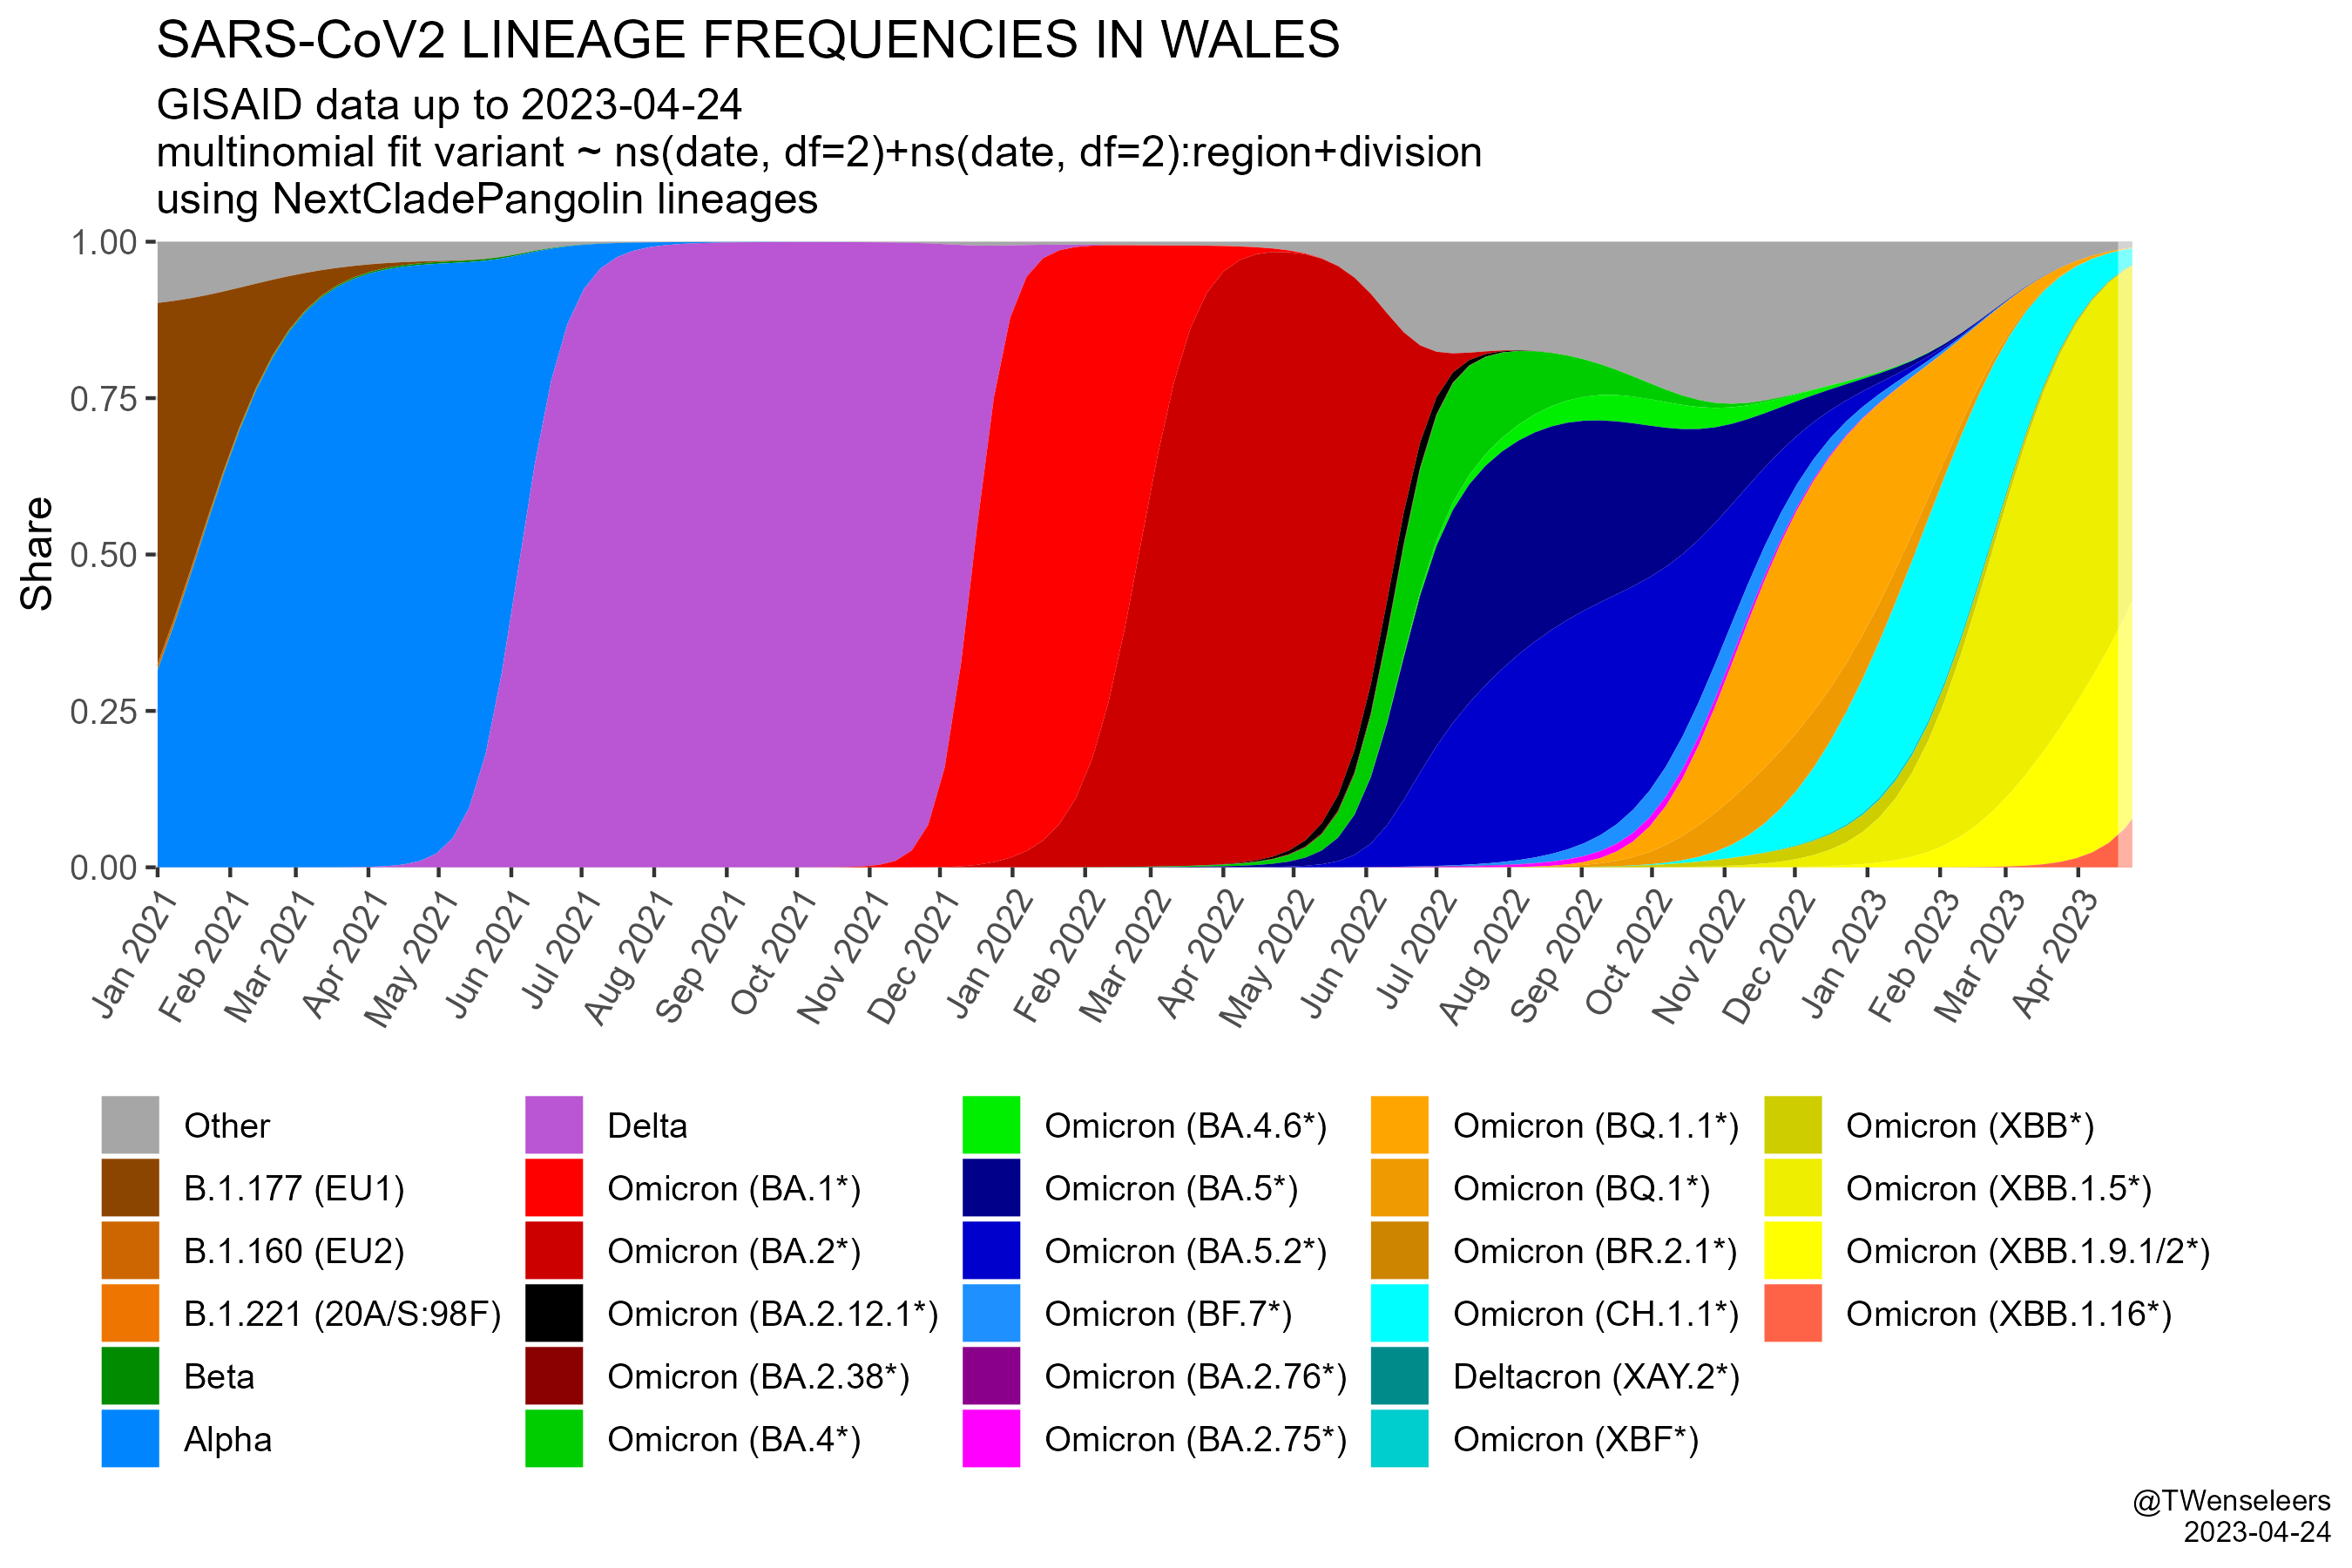 SARS-CoV2 LINEAGE FREQUENCIES IN WALES
GISAID data up to 2023-04-24
multinomial fit variant ~ ns(date, df=2)+ns(date, df=2):region+division
using NextCladePangolin lineages
1.00
0.75
0.50
0.25
0.00
Share
Jan 2021
Feb 2021
Mar 2021
Apr 2021
May 2021
Jun 2021
Jul 2021
Aug 2021
Sep 2021
Oct 2021
Nov 2021
Dec 2021
Jan 2022
Feb 2022
Mar 2022
Apr 2022
May 2022
Jun 2022
Jul 2022
Aug 2022
Sep 2022
Oct 2022
Nov 2022
Dec 2022
Jan 2023
Feb 2023
Mar 2023
Apr 2023
Other
B.1.177 (EU1)
B.1.160 (EU2)
B.1.221 (20A/S:98F)
Beta
Alpha
Delta
Omicron (BA.1*)
Omicron (BA.2*)
Omicron (BA.2.12.1*)
Omicron (BA.2.38*)
Omicron (BA.4*)
Omicron (BA.4.6*)
Omicron (BA.5*)
Omicron (BA.5.2*)
Omicron (BF.7*)
Omicron (BA.2.76*)
Omicron (BA.2.75*)
Omicron (BQ.1.1*)
Omicron (BQ.1*)
Omicron (BR.2.1*)
Omicron (CH.1.1*)
Deltacron (XAY.2*)
Omicron (XBF*)
Omicron (XBB*)
Omicron (XBB.1.5*)
Omicron (XBB.1.9.1/2*)
Omicron (XBB.1.16*)
@TWenseleers
2023-04-24